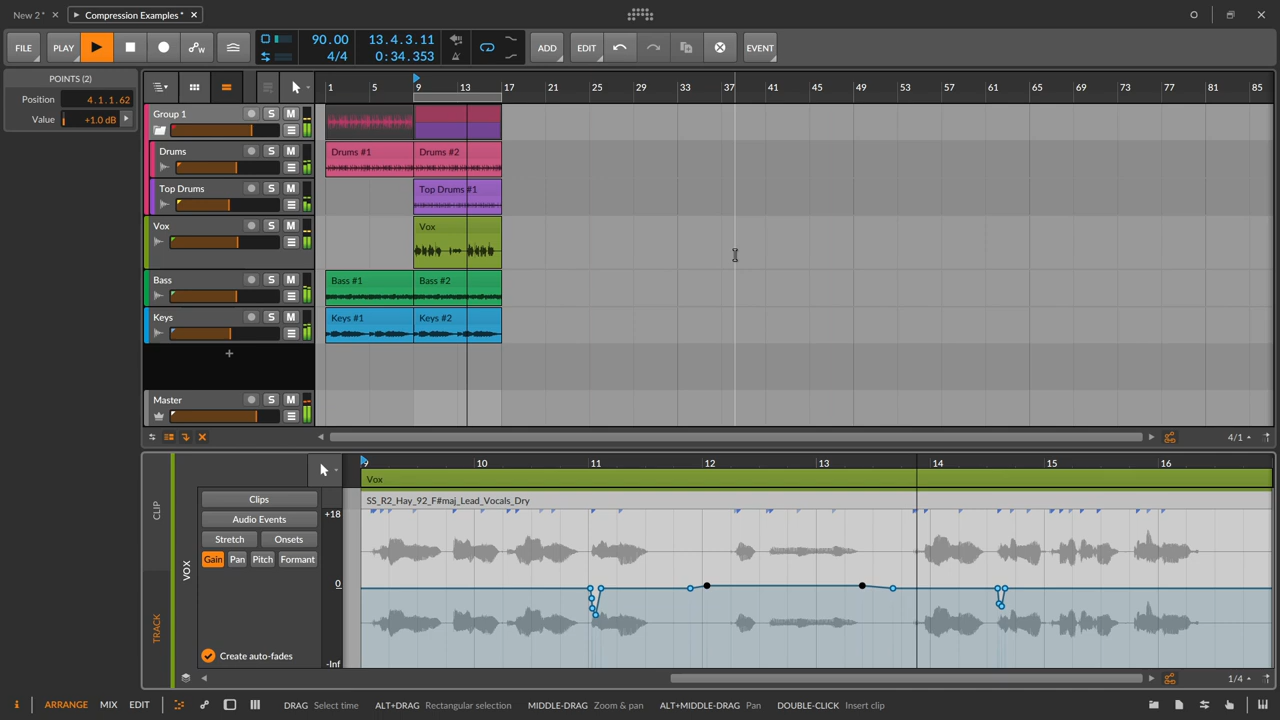 New 2*
Compression Examples*
FILE
PLAY
90.00
4/4
13.4.3.11
0:34.353
ADD
EDIT
EVENT
POINTS (2)
Position 4.1.1.62
Value +1.0 dB
1 5 9 13 17 21 25 29 33 37 41 45 49 53 57 61 65 69 73 77 81 85
Group 1 S M
Drums S M
Drums #1 Drums #2
Top Drums S M
Top Drums #1
Vox S M
Vox
Bass S M
Bass #1 Bass #2
Keys S M
Keys #1 Keys #2
+
Master S M
4/1
9 10 11 12 13 14 15 16
Vox
SS_R2_Hay_92_F#maj_Lead_Vocals_Dry
CLIP
TRACK
VOX
Clips
Audio Events
Stretch Onsets
Gain Pan Pitch Formant
Create auto-fades
+18
0
-Inf
1/4
i ARRANGE MIX EDIT
DRAG Select time ALT+DRAG Rectangular selection MIDDLE-DRAG Zoom & pan ALT+MIDDLE-DRAG Pan DOUBLE-CLICK Insert clip